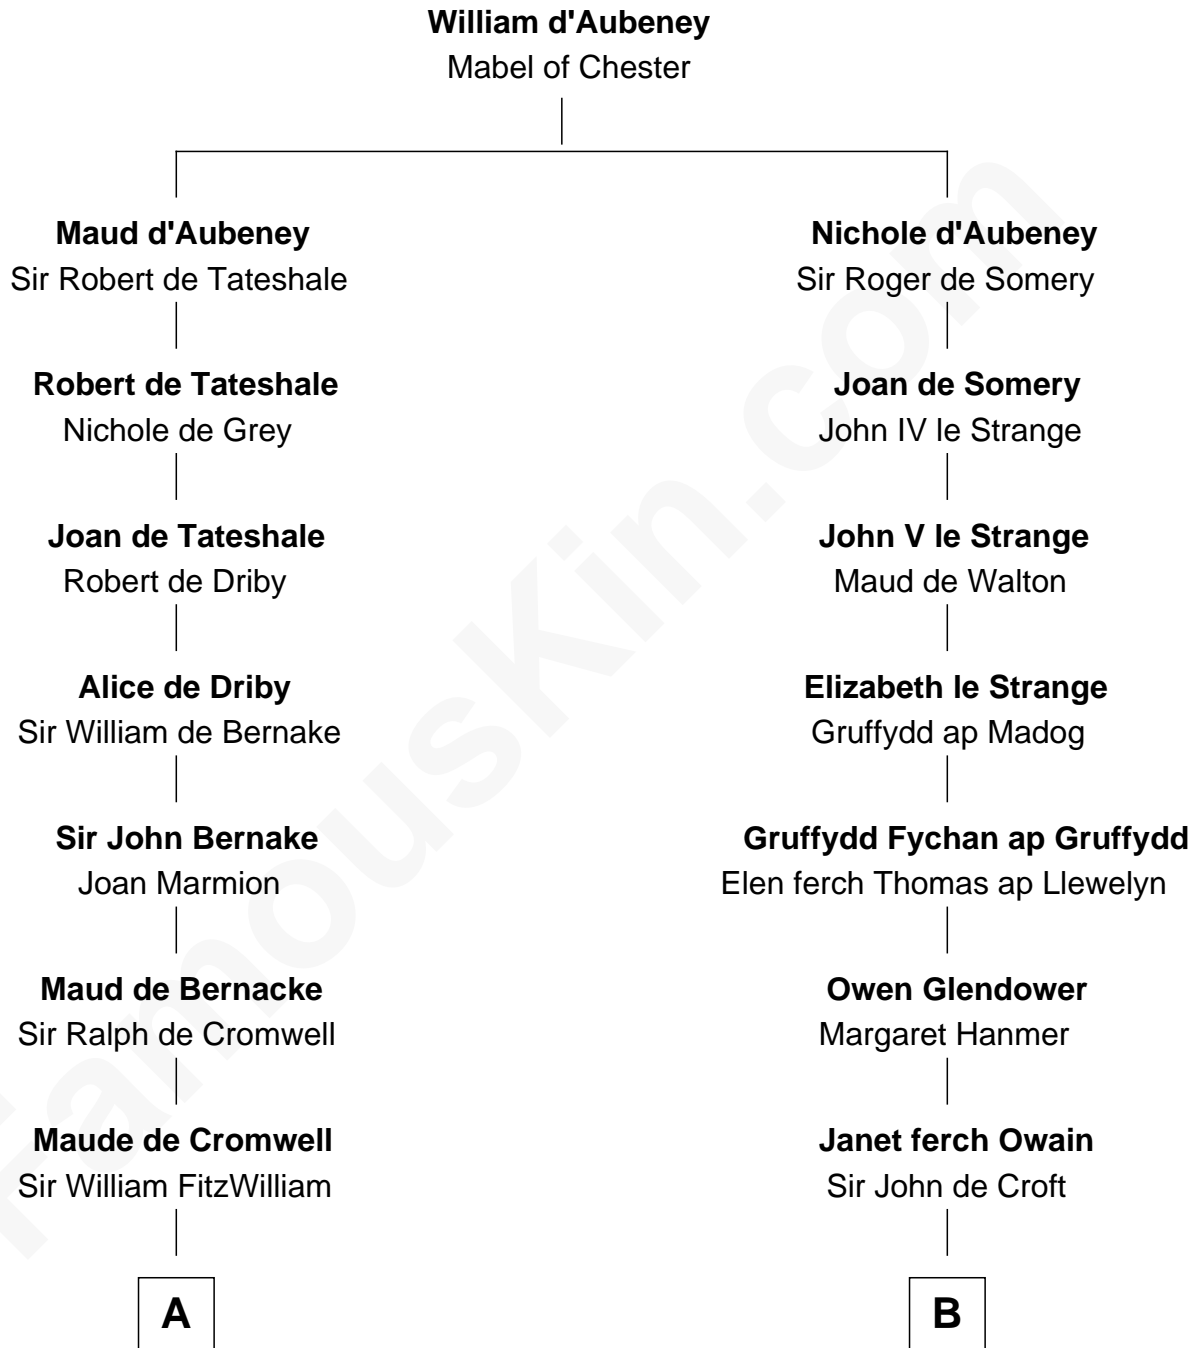 William d'Aubeney
Mabel of Chester
Maud d'Aubeney
Sir Robert de Tateshale
Nichole d'Aubeney
Sir Roger de Somery
Robert de Tateshale
Nichole de Grey
Joan de Somery
John IV le Strange
Joan de Tateshale
Robert de Driby
John V le Strange
Maud de Walton
Alice de Driby
Sir William de Bernake
Elizabeth le Strange
Gruffydd ap Madog
Sir John Bernake
Joan Marmion
Gruffydd Fychan ap Gruffydd
Elen ferch Thomas ap Llewelyn
Maud de Bernacke
Sir Ralph de Cromwell
Owen Glendower
Margaret Hanmer
Maude de Cromwell
Sir William FitzWilliam
Janet ferch Owain
Sir John de Croft
A
B
FamousKin.com